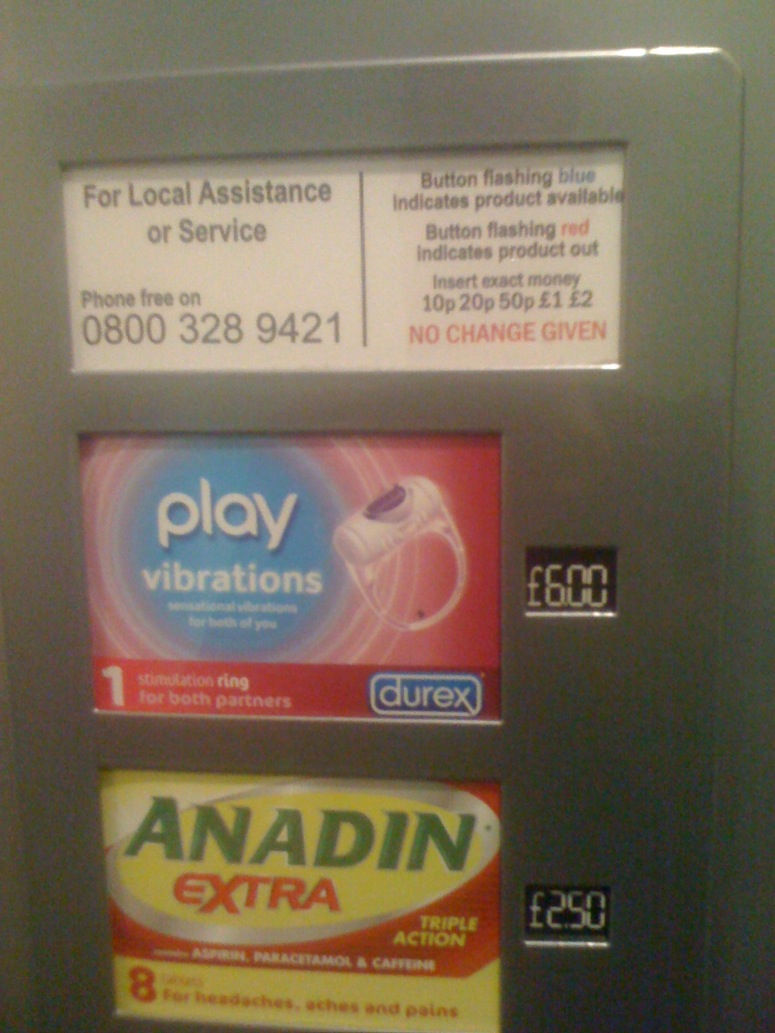 For Local Assistance
or Service
Phone free on
0800 328 9421
Button flashing blue
indicates product available
Button flashing red
indicates product out
Insert exact money
10p 20p 50p £1 £2
NO CHANGE GIVEN
play
vibrations
sensational vibrations
for both of you
1 stimulation ring
for both partners
durex
£6.00
ANADIN
EXTRA
TRIPLE
ACTION
ASPIRIN, PARACETAMOL & CAFFEINE
8
For headaches, aches and pains
£2.50